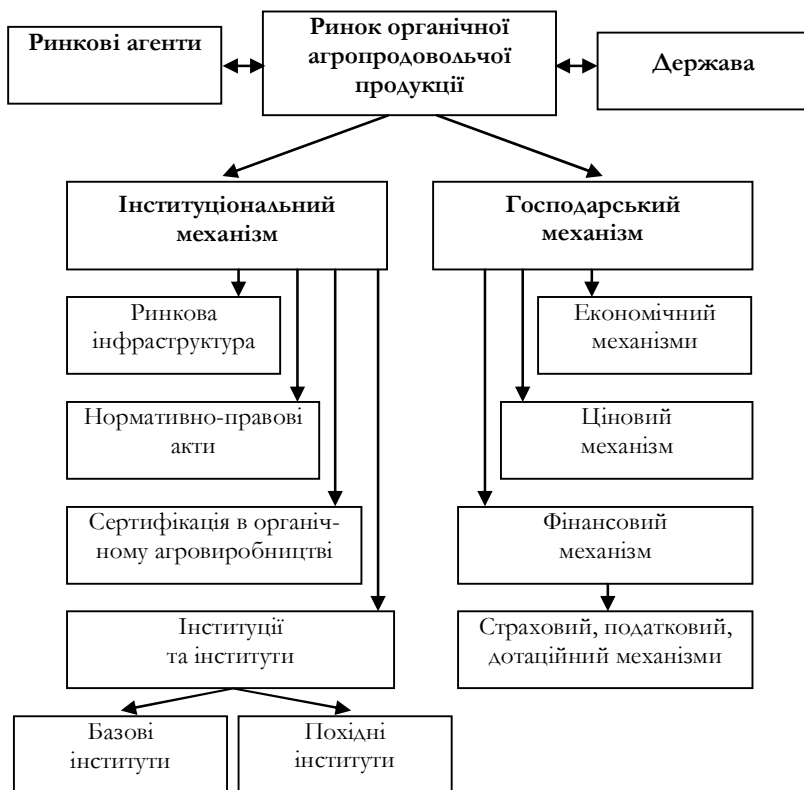 Ринкові агенти
Ринок органічної
агропродовольчої
продукції
Держава
Інституціональний
механізм
Господарський
механізм
Ринкова
інфраструктура
Економічний
механізми
Нормативно-правові
акти
Ціновий
механізм
Сертифікація в органіч-
ному агровиробництві
Фінансовий
механізм
Інституції
та інститути
Страховий, податковий,
дотаційний механізми
Базові
інститути
Похідні
інститути